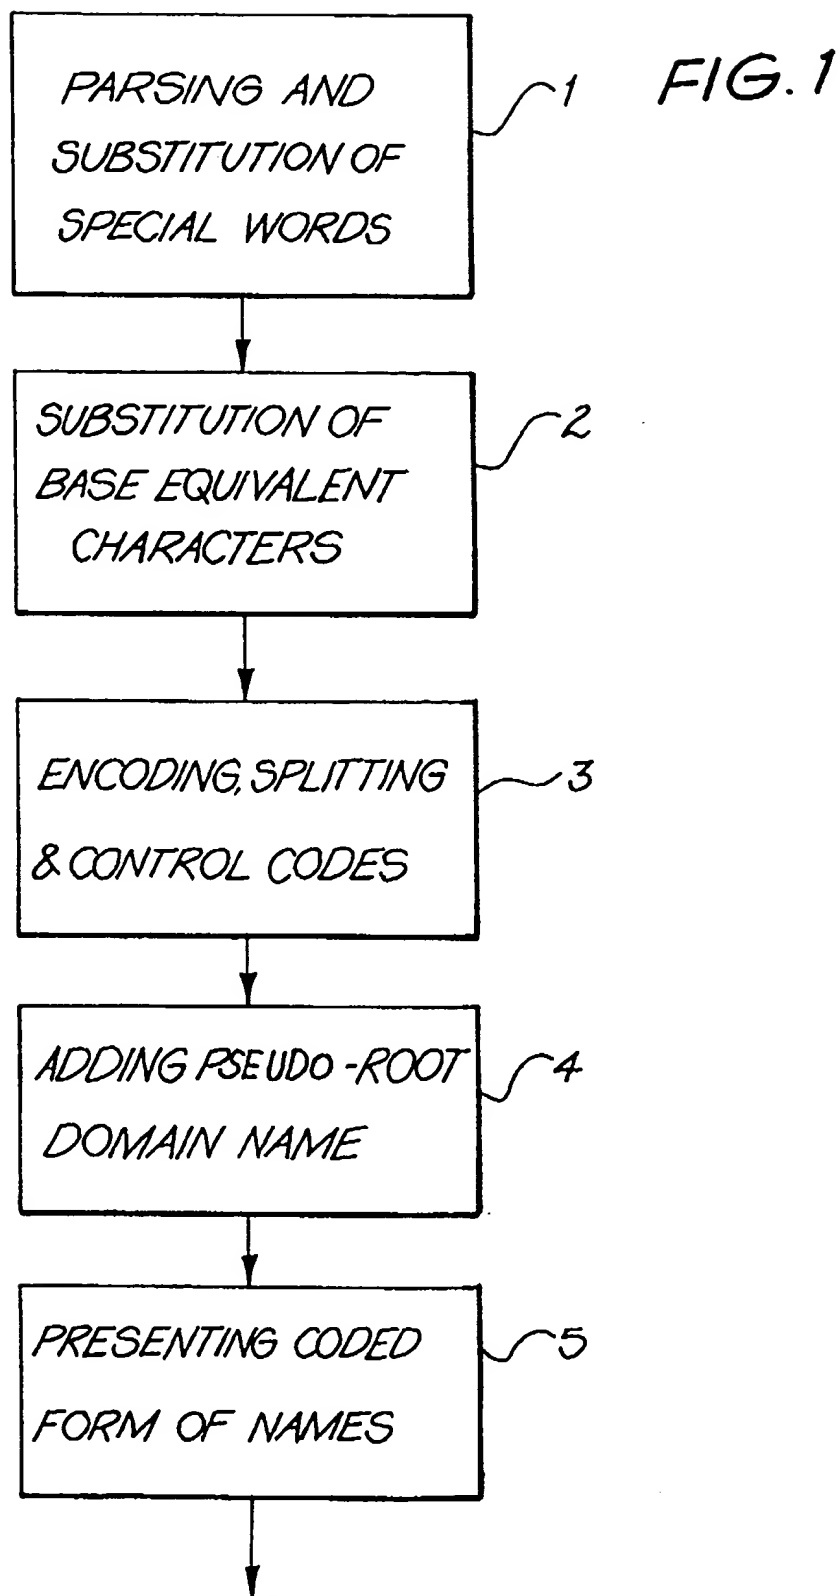 FIG. 1
PARSING AND
SUBSTITUTION OF
SPECIAL WORDS
1
SUBSTITUTION OF
BASE EQUIVALENT
CHARACTERS
2
ENCODING, SPLITTING
& CONTROL CODES
3
ADDING PSEUDO-ROOT
DOMAIN NAME
4
PRESENTING CODED
FORM OF NAMES
5